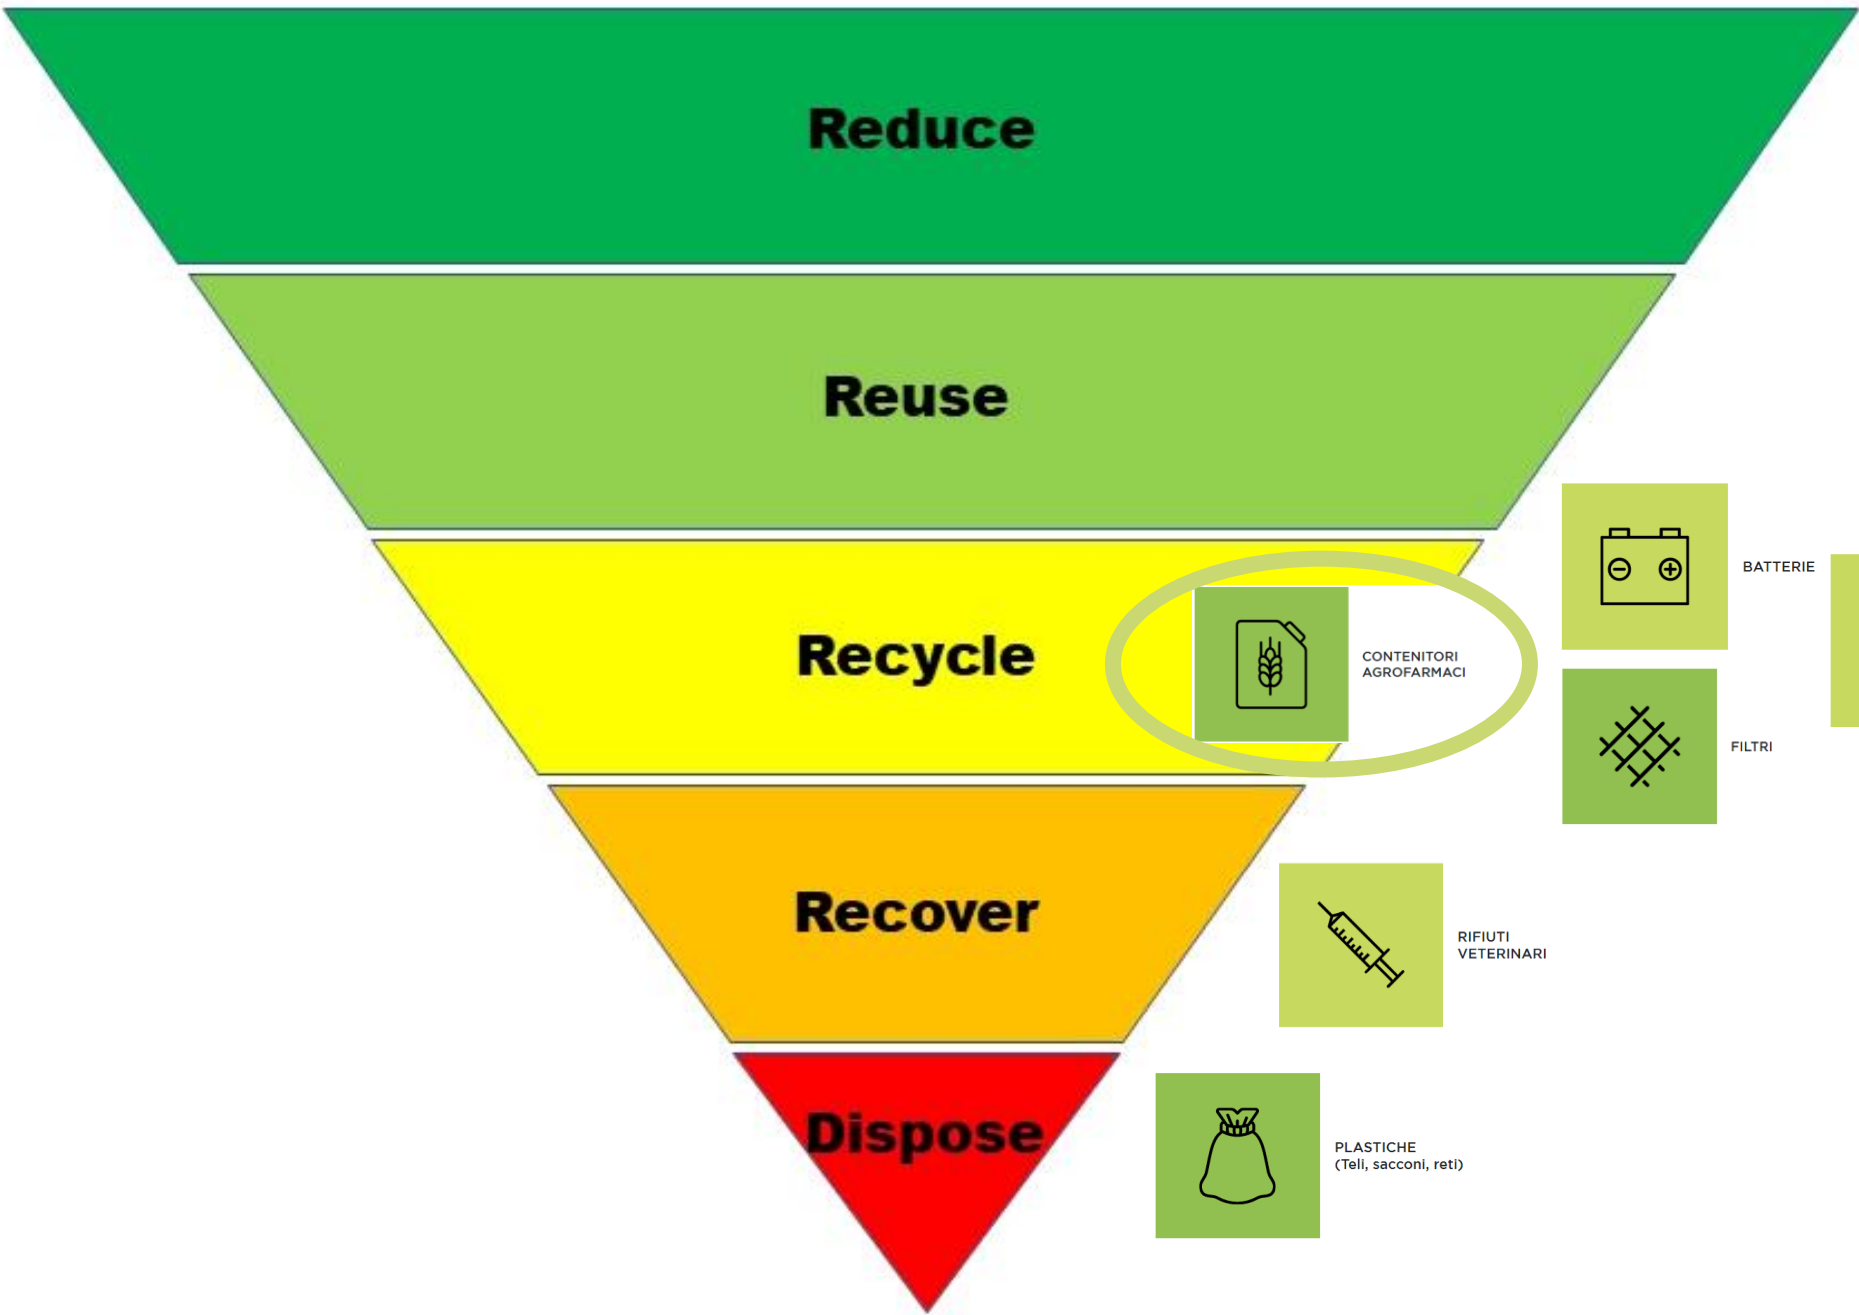 Reduce
Reuse
Recycle
CONTENITORI
AGROFARMACI
BATTERIE
FILTRI
Recover
RIFIUTI
VETERINARI
Dispose
PLASTICHE
(Teli, sacconi, reti)